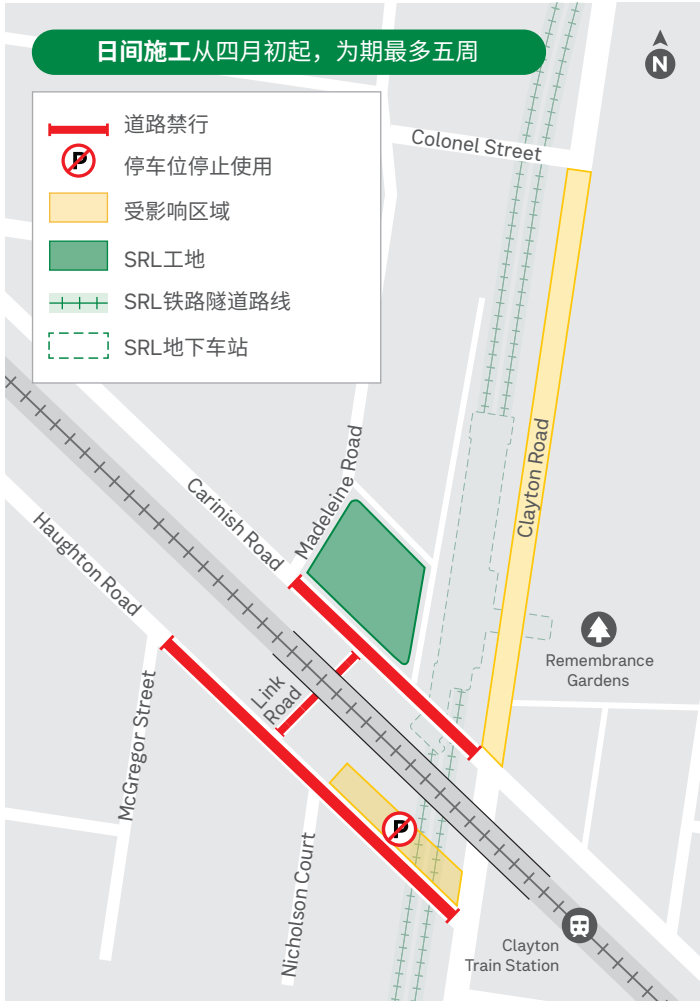 日间施工从四月初起，为期最多五周
N
道路禁行
P
停车位停止使用
受影响区域
SRL工地
SRL铁路隧道路线
SRL地下车站
Colonel Street
Clayton Road
Madeleine Road
Carinish Road
Haughton Road
Link
Road
McGregor Street
Nicholson Court
P
Remembrance
Gardens
Clayton
Train Station